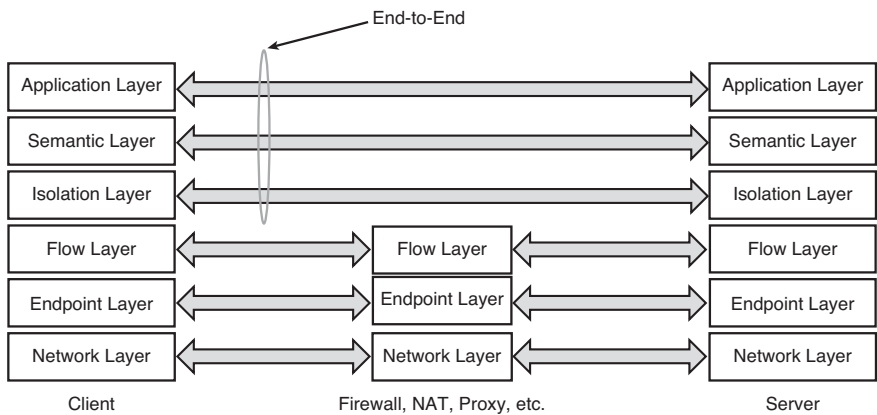 End-to-End
Application Layer Application Layer
Semantic Layer Semantic Layer
Isolation Layer Isolation Layer
Flow Layer Flow Layer Flow Layer
Endpoint Layer Endpoint Layer Endpoint Layer
Network Layer Network Layer Network Layer
Client Firewall, NAT, Proxy, etc. Server